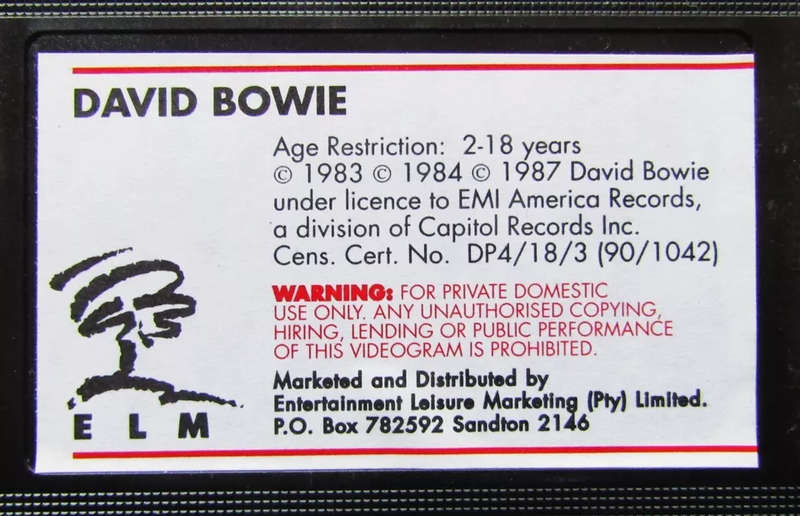 DAVID BOWIE
Age Restriction: 2-18 years
© 1983 © 1984 © 1987 David Bowie
under licence to EMI America Records,
a division of Capitol Records Inc.
Cens. Cert. No. DP4/18/3 (90/1042)
WARNING: FOR PRIVATE DOMESTIC
USE ONLY. ANY UNAUTHORISED COPYING,
HIRING, LENDING OR PUBLIC PERFORMANCE
OF THIS VIDEOGRAM IS PROHIBITED.
Marketed and Distributed by
Entertainment Leisure Marketing (Pty) Limited.
P.O. Box 782592 Sandton 2146
ELM